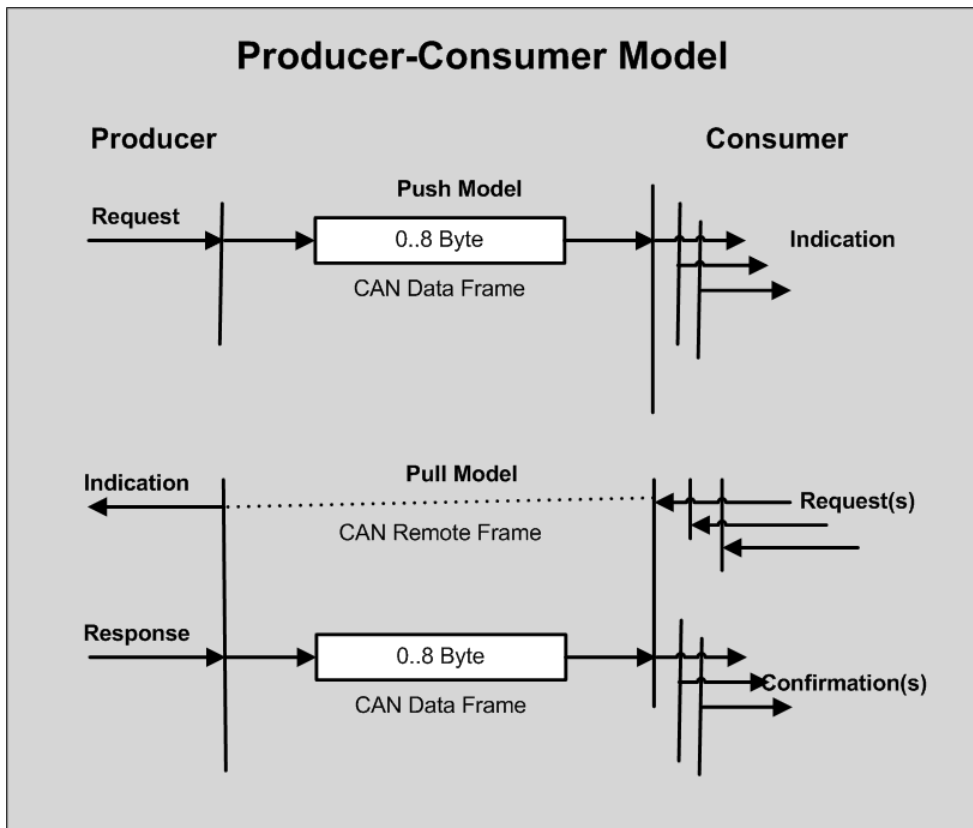 Producer-Consumer Model
Producer
Consumer
Push Model
Request
0..8 Byte
Indication
CAN Data Frame
Pull Model
Indication
Request(s)
CAN Remote Frame
Response
0..8 Byte
Confirmation(s)
CAN Data Frame